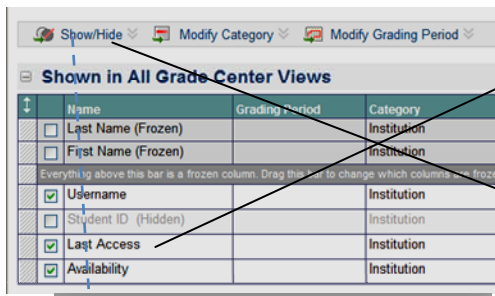 Show/Hide Modify Category Modify Grading Period
Shown in All Grade Center Views
Name Grading Period Category
Last Name (Frozen) Institution
First Name (Frozen) Institution
Everything above this bar is a frozen column. Drag this bar to change which columns are froze
Username Institution
Student ID (Hidden) Institution
Last Access Institution
Availability Institution